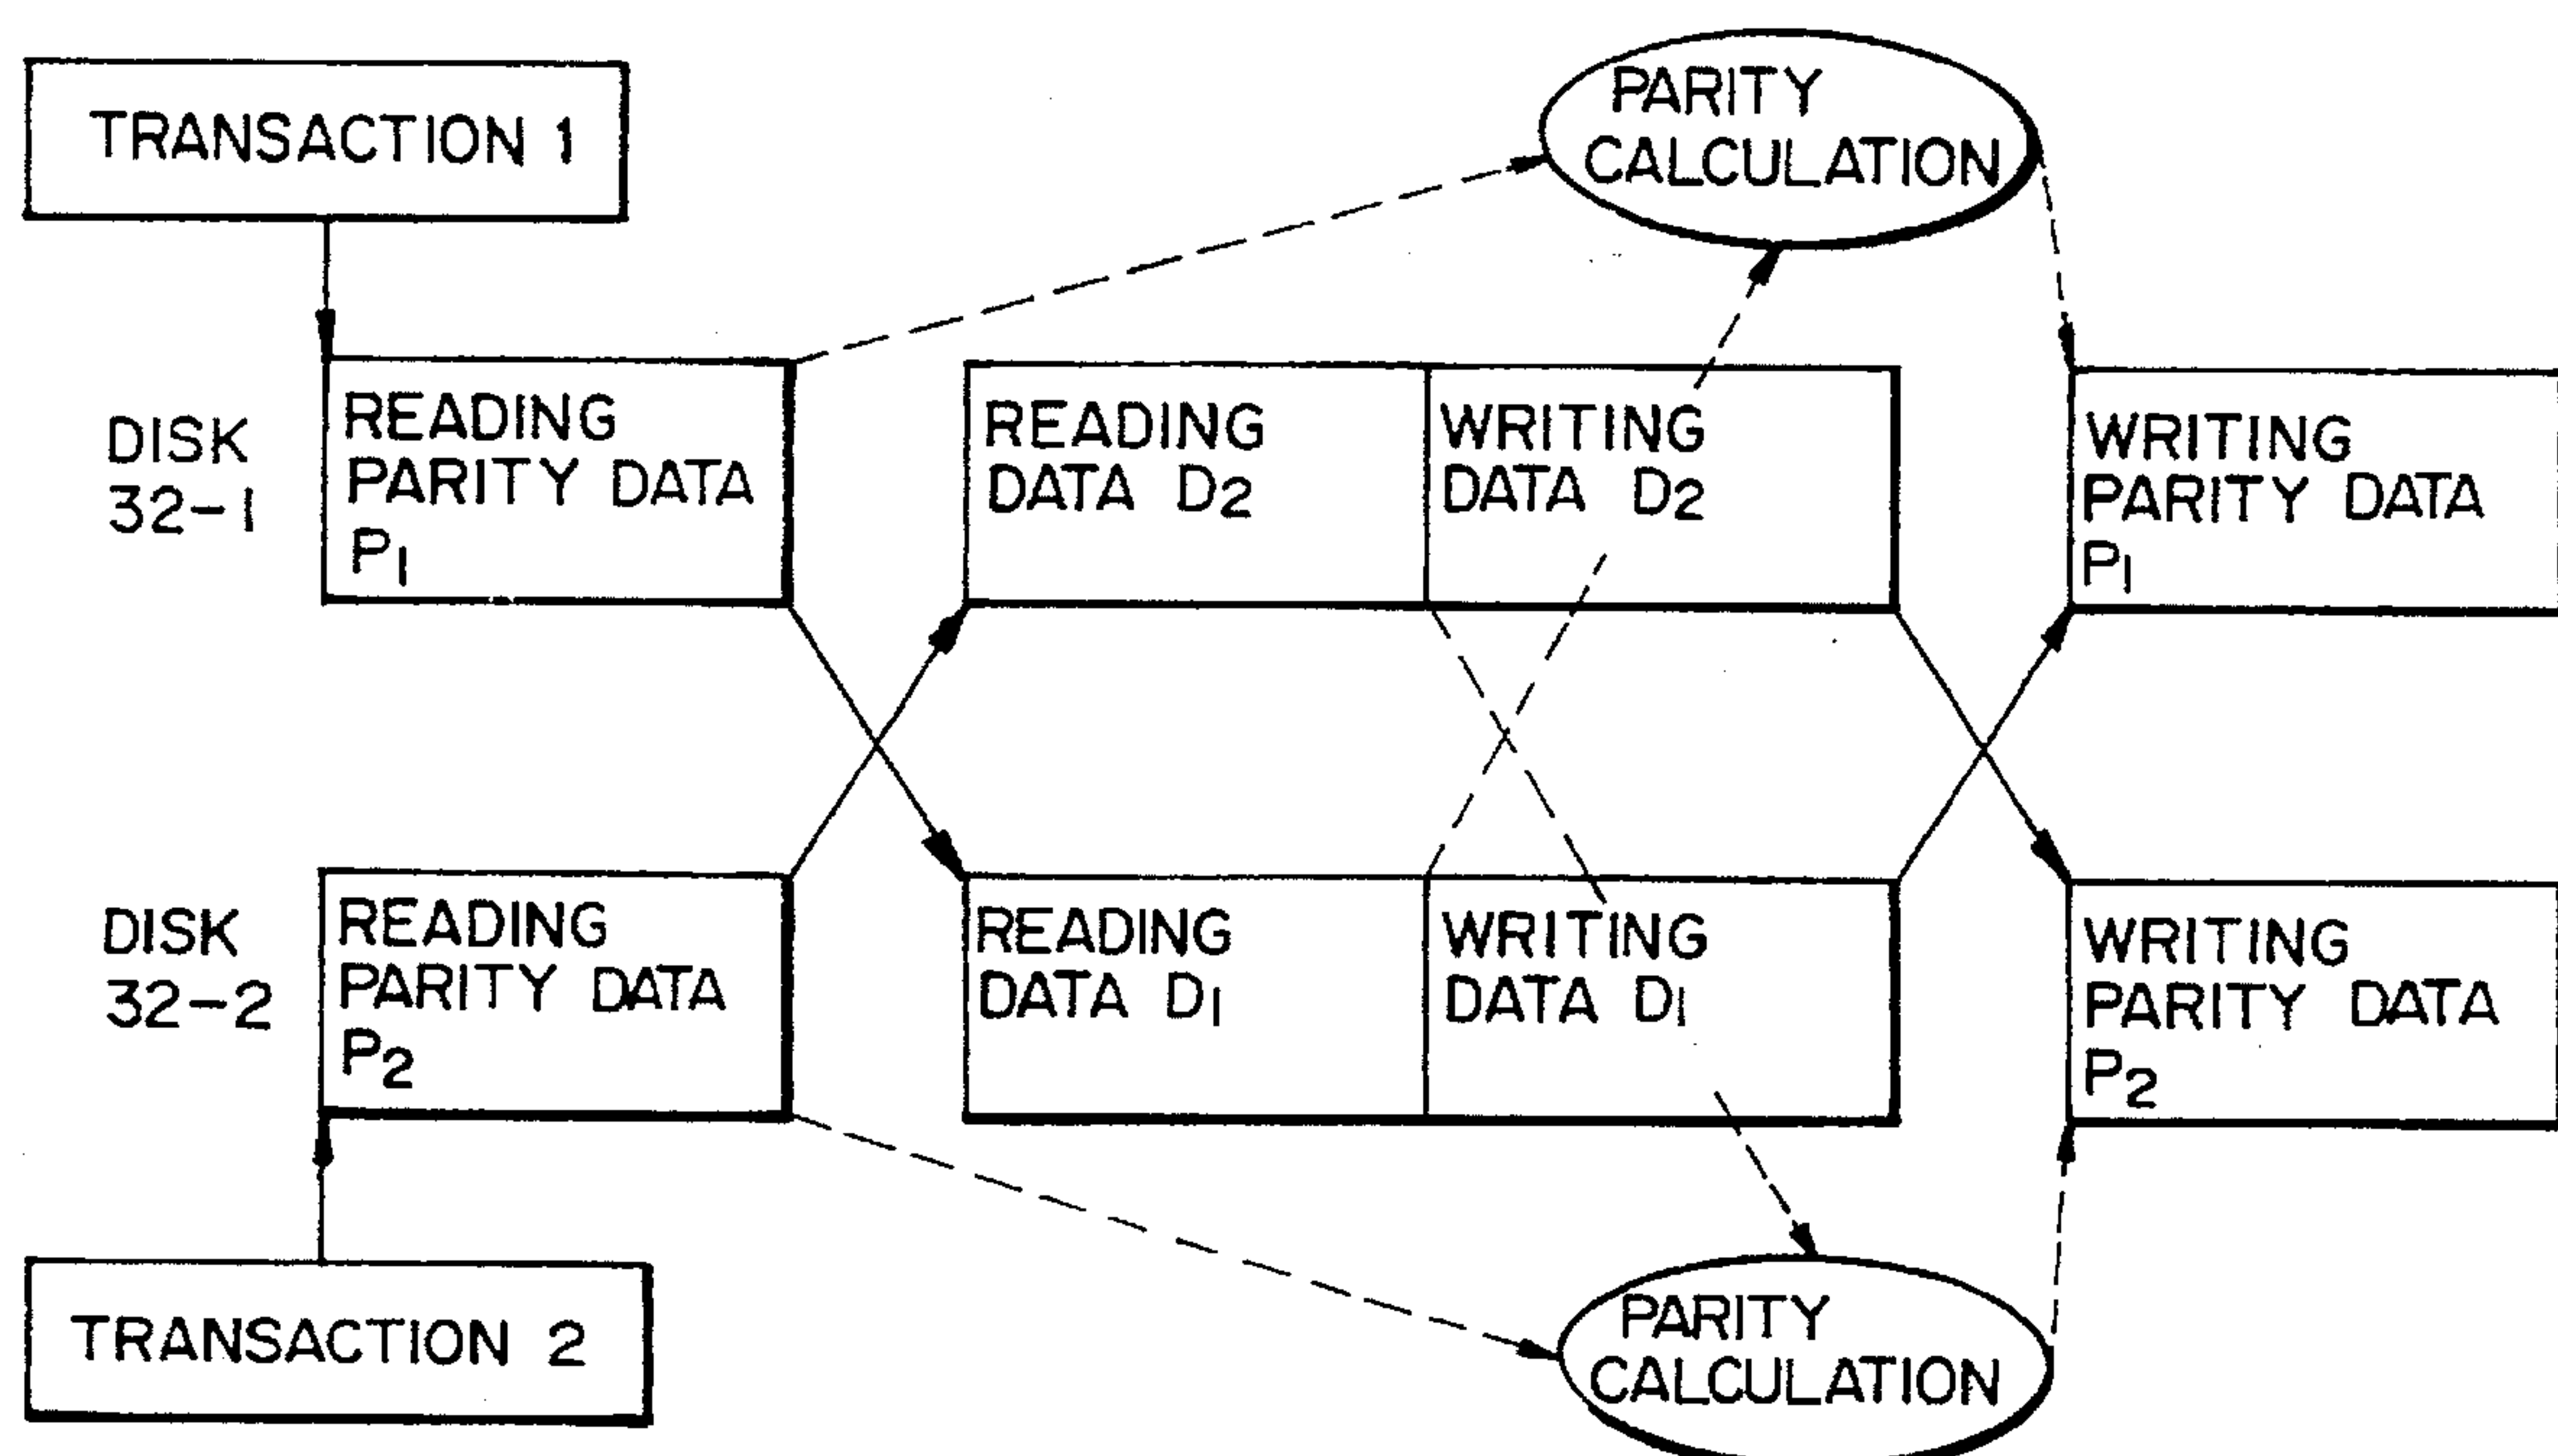 TRANSACTION 1
PARITY
CALCULATION
DISK
32-1
READING
PARITY DATA
P1
READING
DATA D2
WRITING
DATA D2
WRITING
PARITY DATA
P1
DISK
32-2
READING
PARITY DATA
P2
READING
DATA D1
WRITING
DATA D1
WRITING
PARITY DATA
P2
TRANSACTION 2
PARITY
CALCULATION